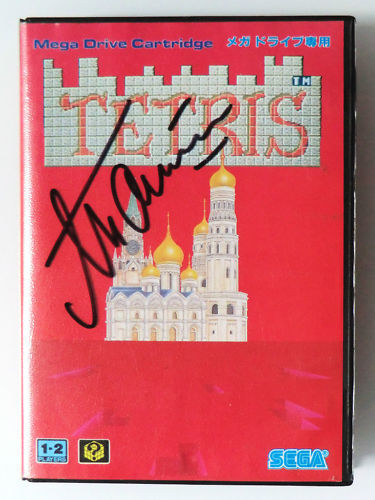 Mega Drive Cartridge メガドライブ専用
TM
TETRIS
1-2
PLAYERS
SEGA